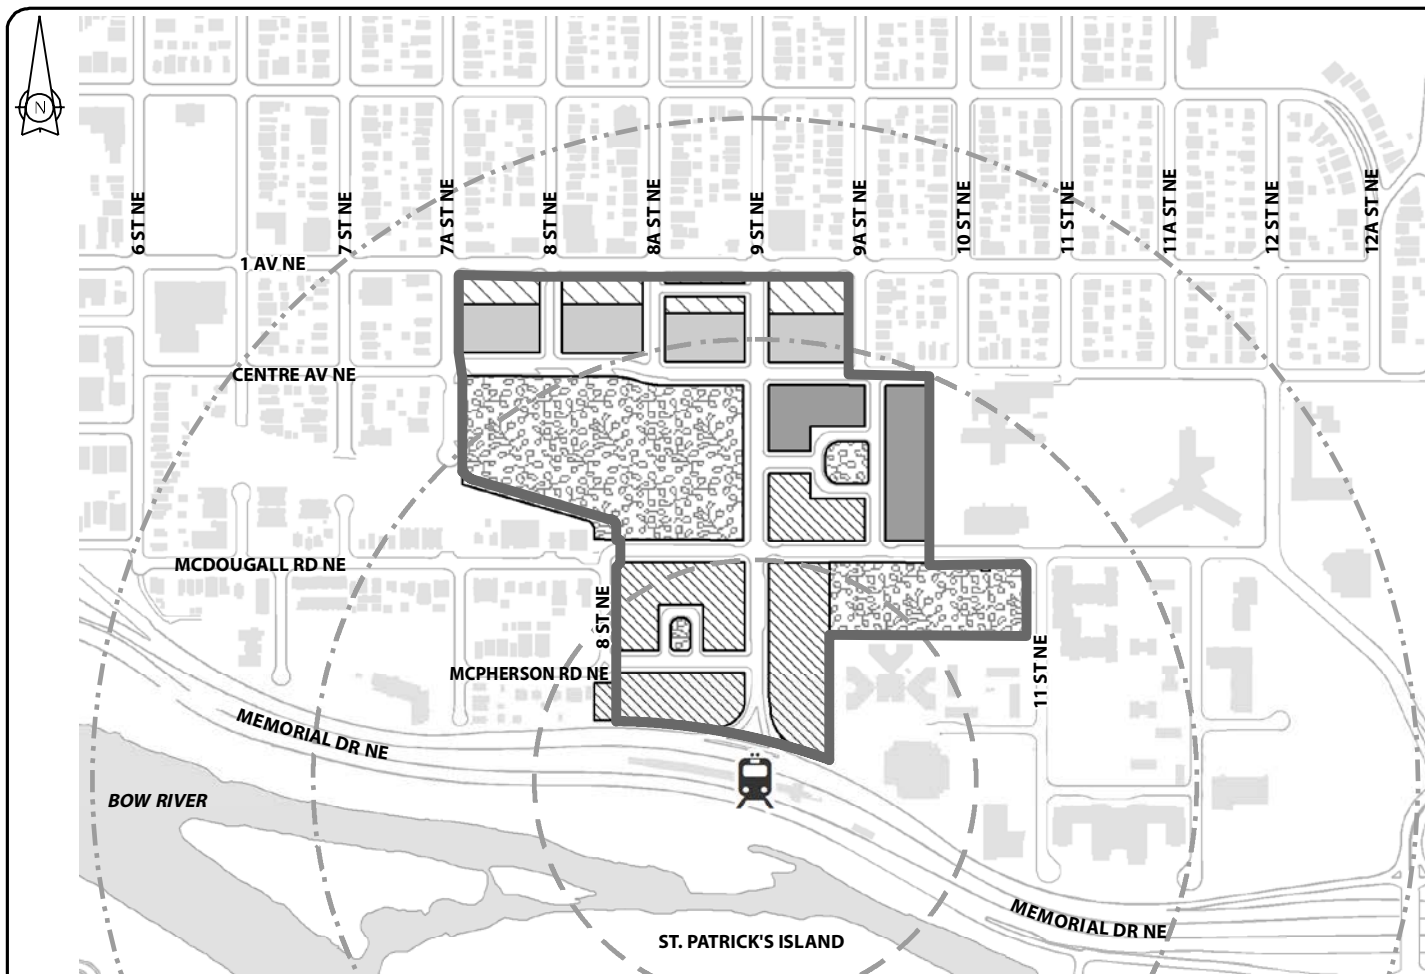 N
6 ST NE
7 ST NE
7A ST NE
8 ST NE
8A ST NE
9 ST NE
9A ST NE
10 ST NE
11 ST NE
11A ST NE
12 ST NE
12A ST NE
1 AV NE
CENTRE AV NE
MCDOUGALL RD NE
8 ST NE
MCPHERSON RD NE
11 ST NE
MEMORIAL DR NE
BOW RIVER
MEMORIAL DR NE
ST. PATRICK'S ISLAND